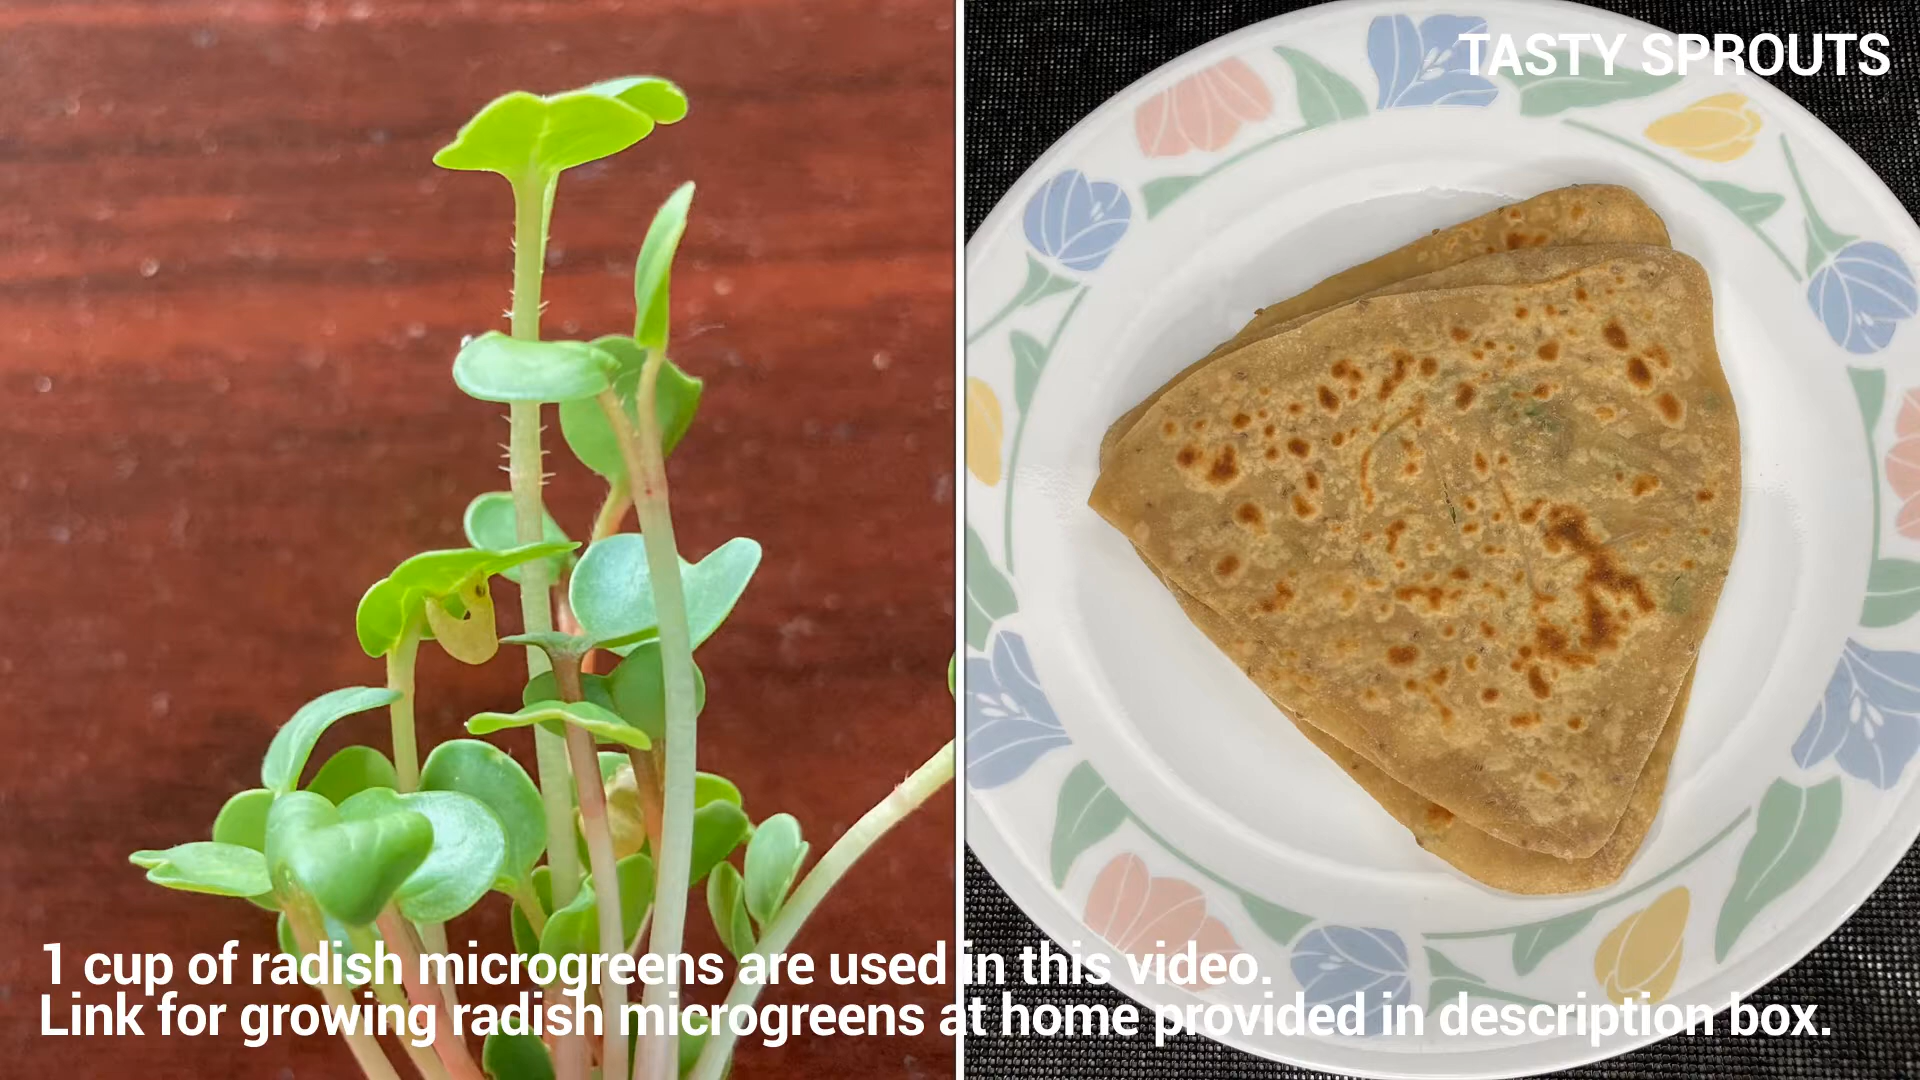 TASTY SPROUTS
1 cup of radish microgreens are used in this video.
Link for growing radish microgreens at home provided in description box.